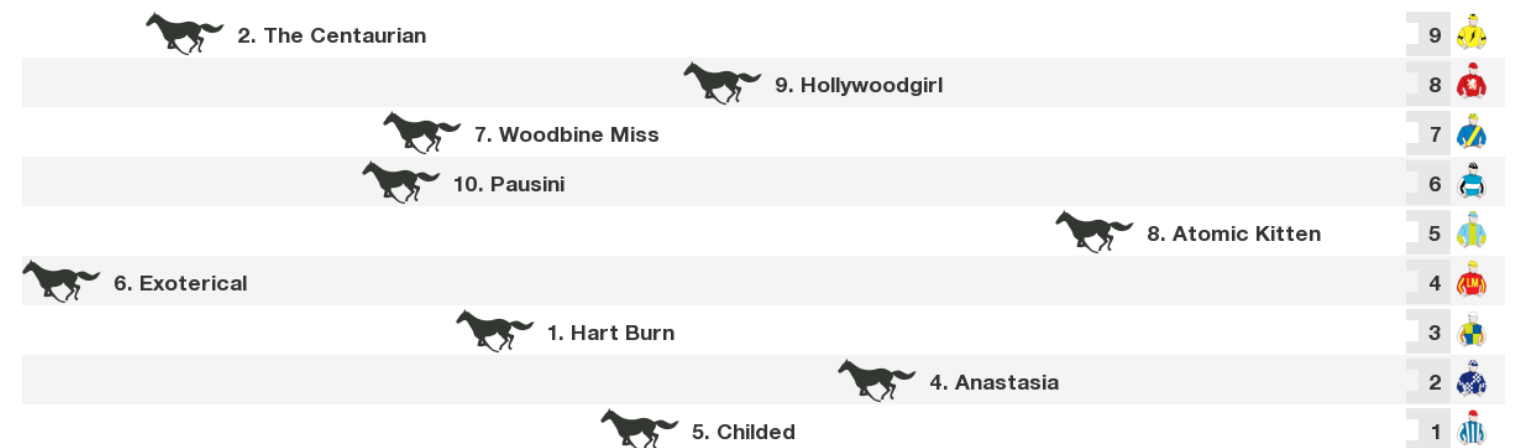 2. The Centaurian 9
9. Hollywoodgirl 8
7. Woodbine Miss 7
10. Pausini 6
8. Atomic Kitten 5
6. Exoterical 4 LM
1. Hart Burn 3
4. Anastasia 2
5. Childed 1